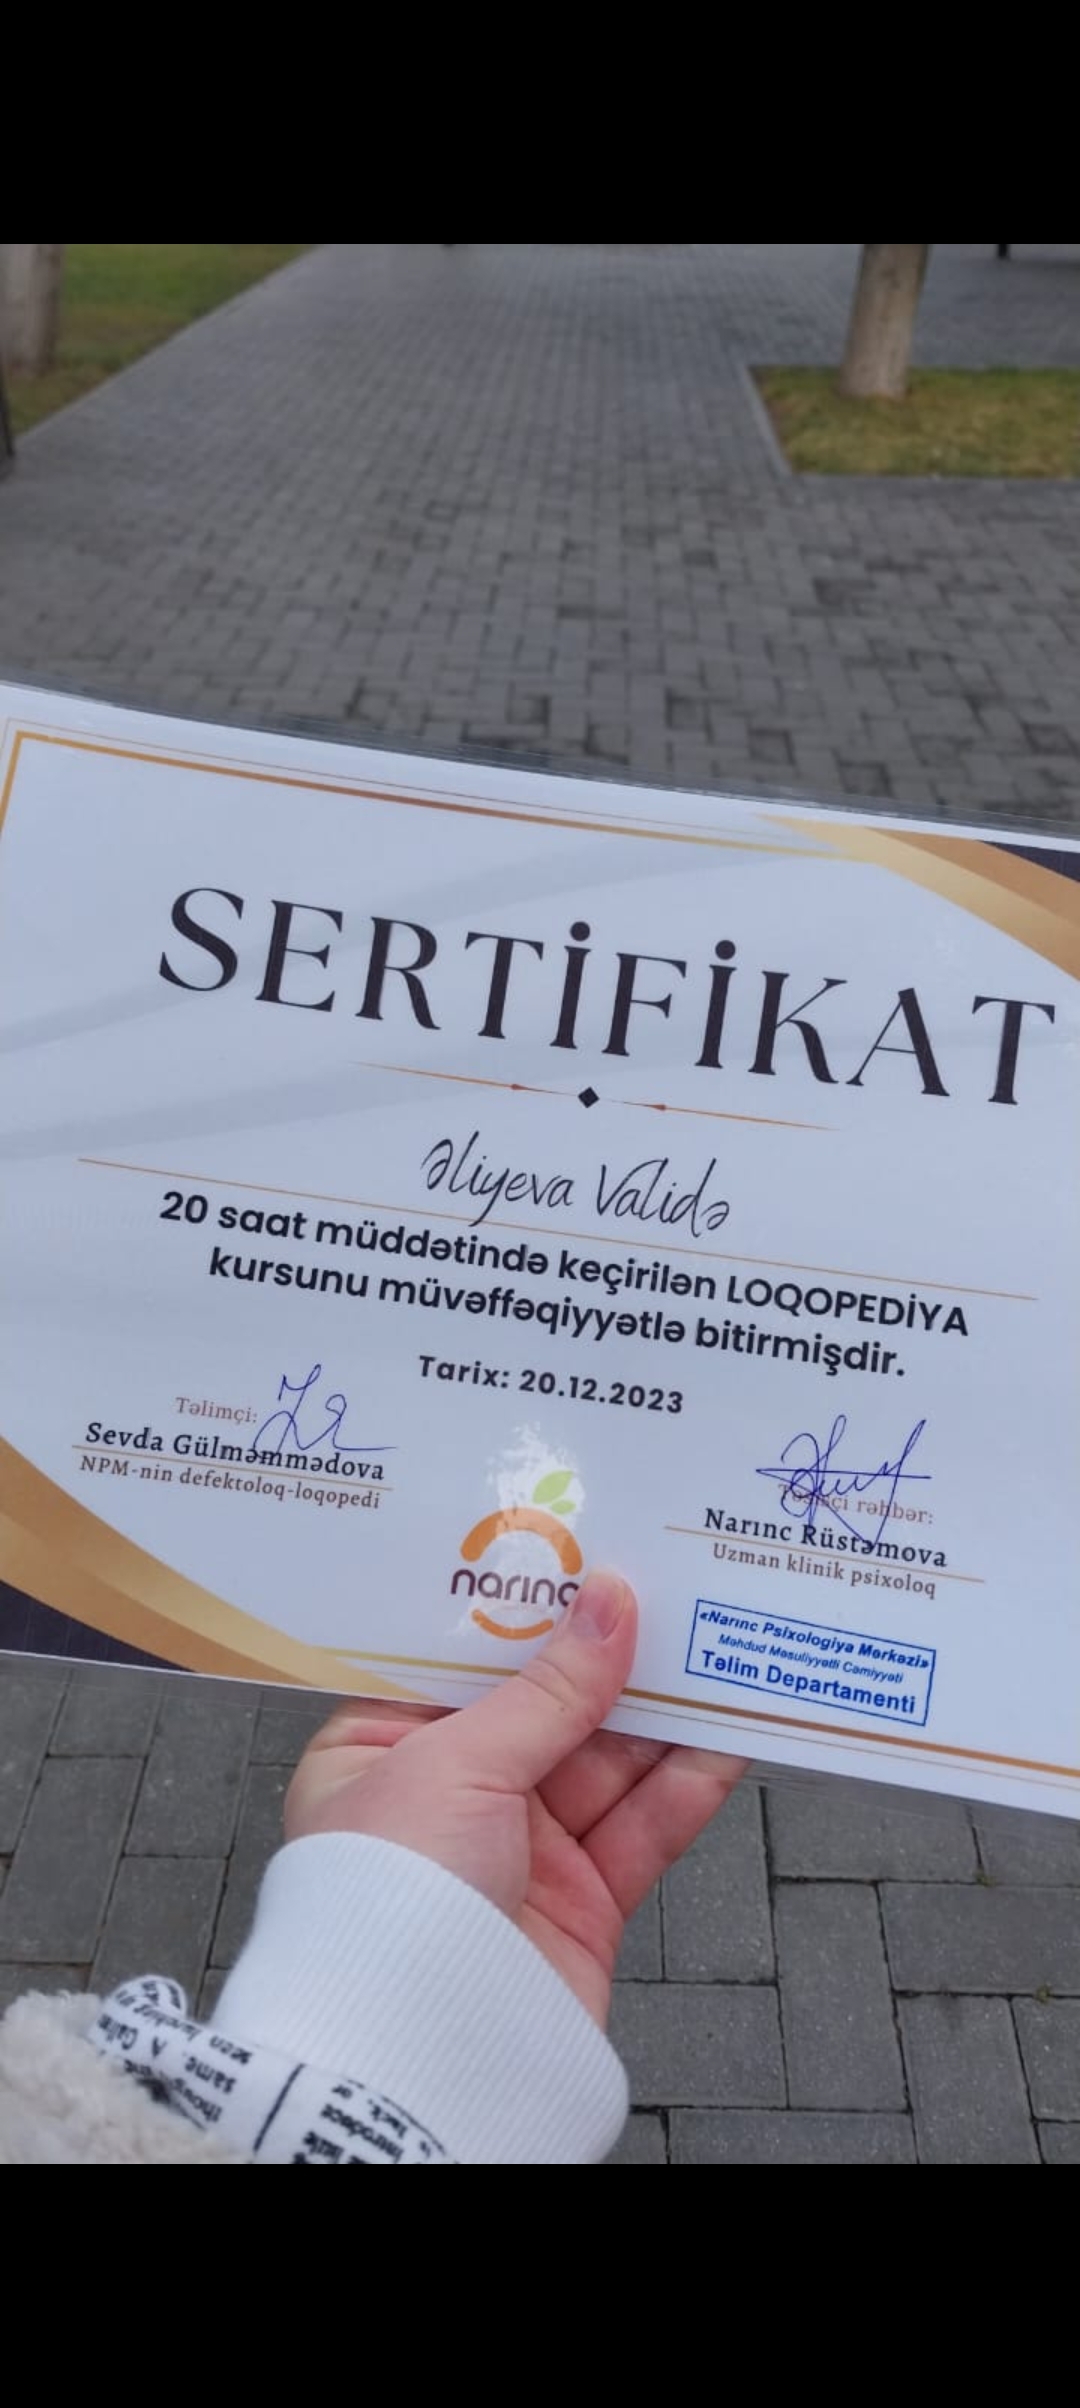 SERTİFİKAT
Əliyeva Validə
20 saat müddətində keçirilən LOQOPEDİYA
kursunu müvəffəqiyyətlə bitirmişdir.
Tarix: 20.12.2023
Təlimçi:
Sevda Gülməmmədova
NPM-nin defektoloq-loqopedi
narınc
rəhbər:
Narınc Rüstəmova
Uzman klinik psixoloq
«Narınc Psixologiya Mərkəzi»
Məhdud Məsuliyyətli Cəmiyyəti
Təlim Departamenti